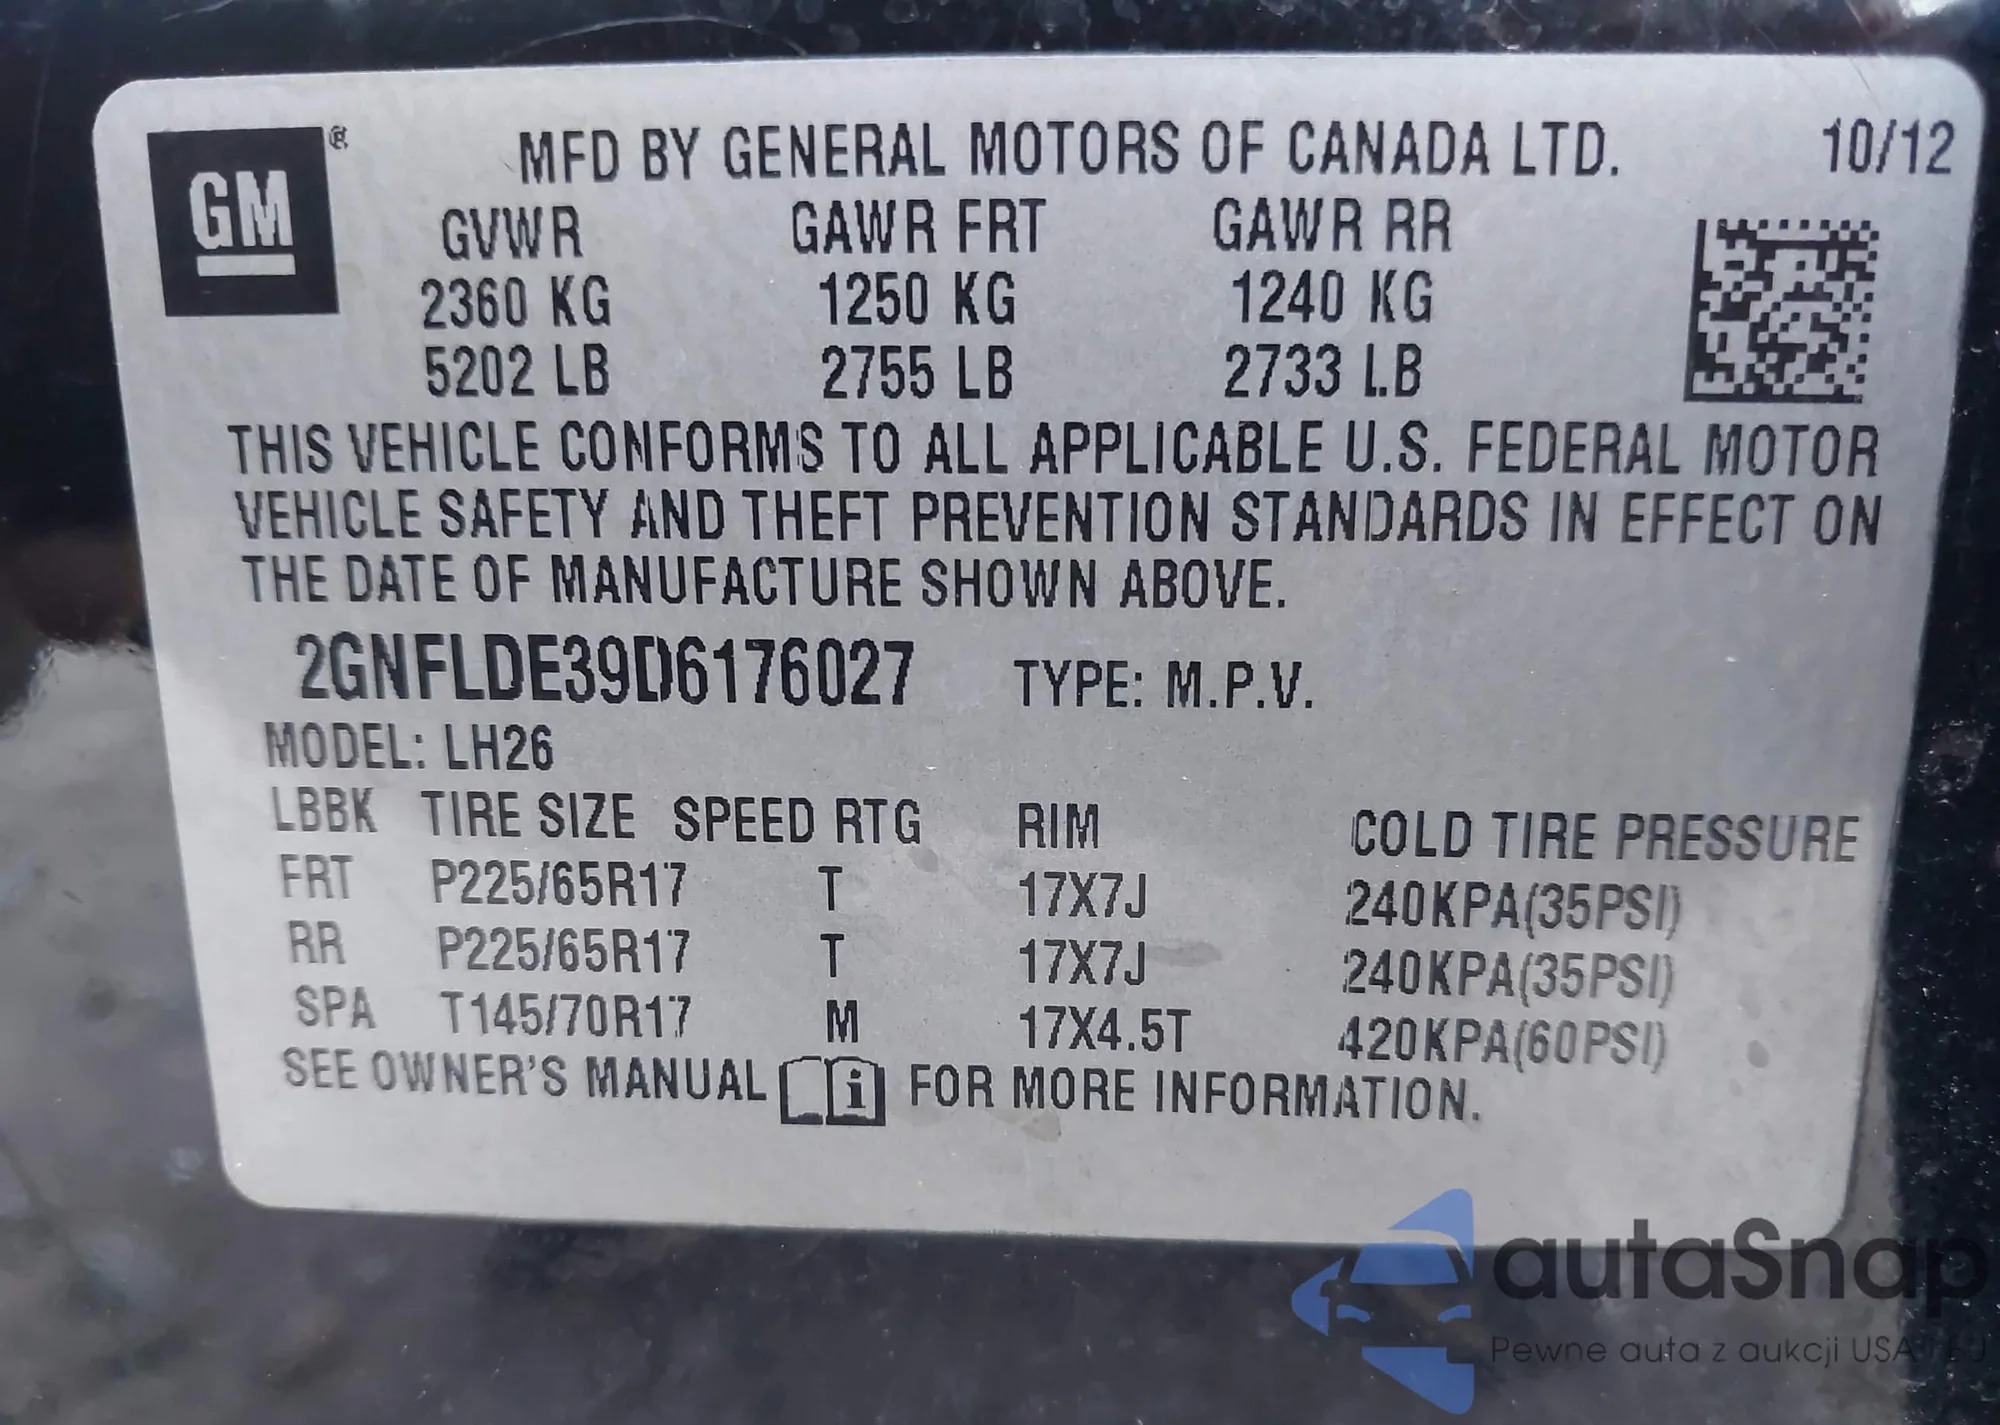 GM®
MFD BY GENERAL MOTORS OF CANADA LTD. 10/12
GVWR GAWR FRT GAWR RR
2360 KG 1250 KG 1240 KG
5202 LB 2755 LB 2733 LB
THIS VEHICLE CONFORMS TO ALL APPLICABLE U.S. FEDERAL MOTOR
VEHICLE SAFETY AND THEFT PREVENTION STANDARDS IN EFFECT ON
THE DATE OF MANUFACTURE SHOWN ABOVE.
2GNFLDE39D6176027 TYPE: M.P.V.
MODEL: LH26
LBBK TIRE SIZE SPEED RTG RIM COLD TIRE PRESSURE
FRT P225/65R17 T 17X7J 240KPA(35PSI)
RR P225/65R17 T 17X7J 240KPA(35PSI)
SPA T145/70R17 M 17X4.5T 420KPA(60PSI)
SEE OWNER'S MANUAL i FOR MORE INFORMATION.
autaSnap
Pewne auta z aukcji USA i EU